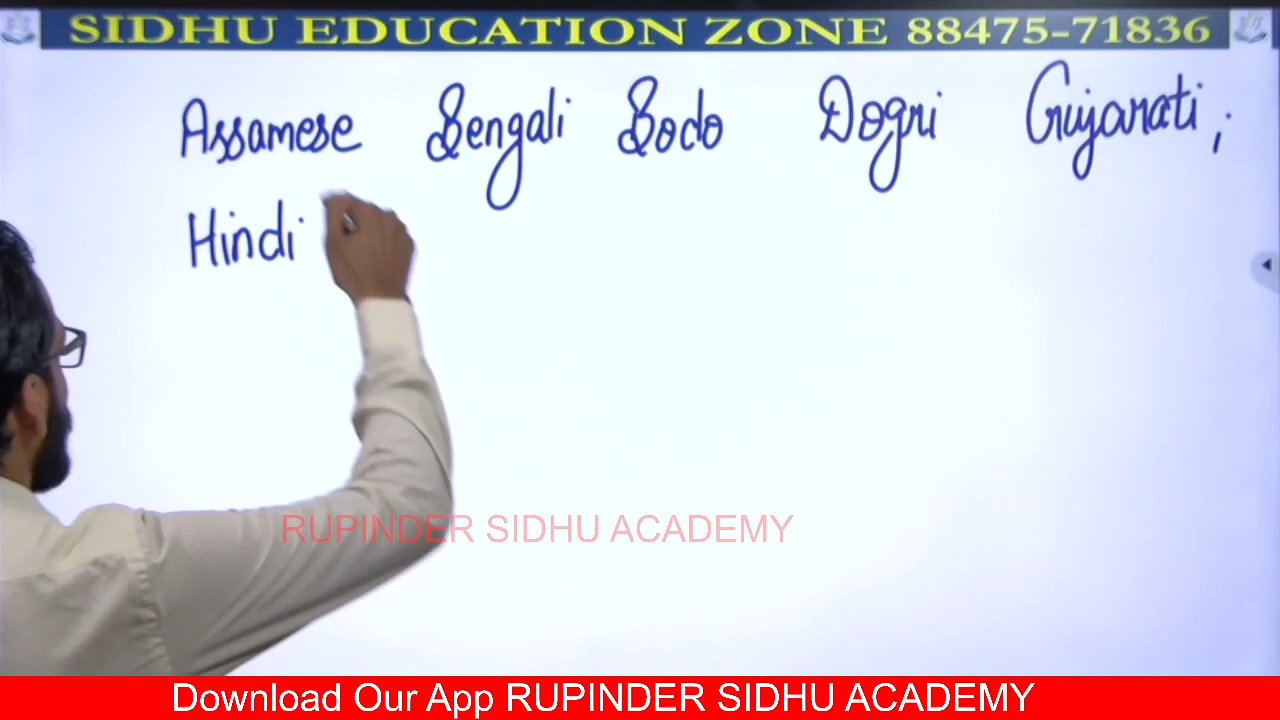 SIDHU EDUCATION ZONE 88475-71836
Assamese Bengali Bodo Dogri Gujarati,
Hindi
RUPINDER SIDHU ACADEMY
Download Our App RUPINDER SIDHU ACADEMY